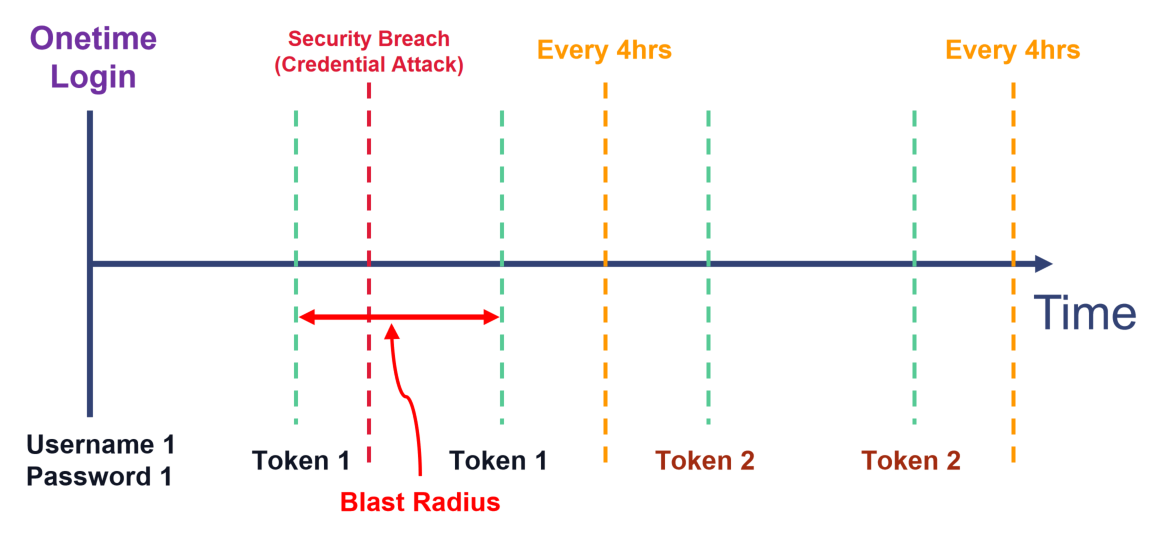 Onetime
Login
Security Breach
(Credential Attack)
Every 4hrs
Every 4hrs
Time
Username 1
Password 1
Token 1
Token 1
Token 2
Token 2
Blast Radius